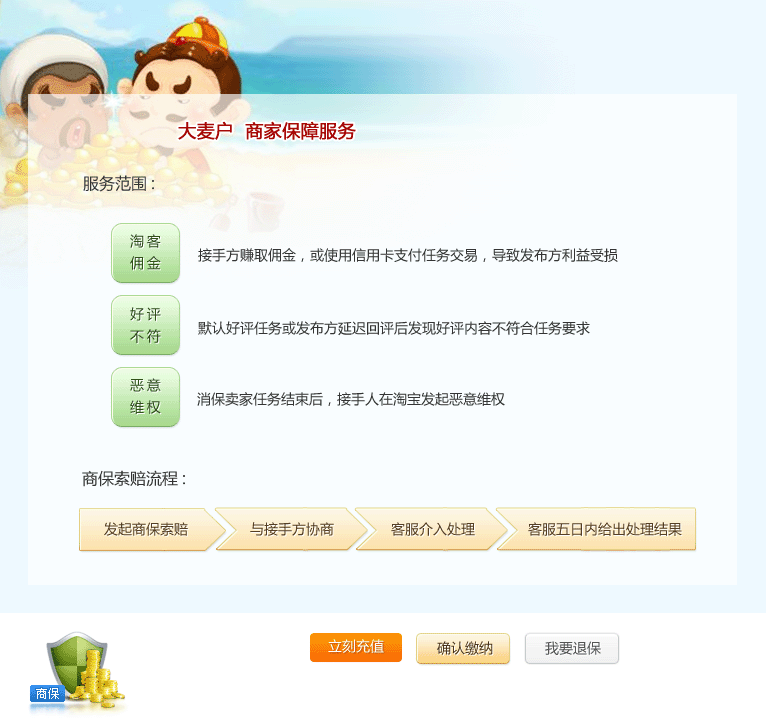 大麦户 商家保障服务
服务范围：
淘客
佣金
接手方赚取佣金，或使用信用卡支付任务交易，导致发布方利益受损
好评
不符
默认好评任务或发布方延迟回评后发现好评内容不符合任务要求
恶意
维权
消保卖家任务结束后，接手人在淘宝发起恶意维权
商保索赔流程：
发起商保索赔 与接手方协商 客服介入处理 客服五日内给出处理结果
立刻充值 确认缴纳 我要退保
商保